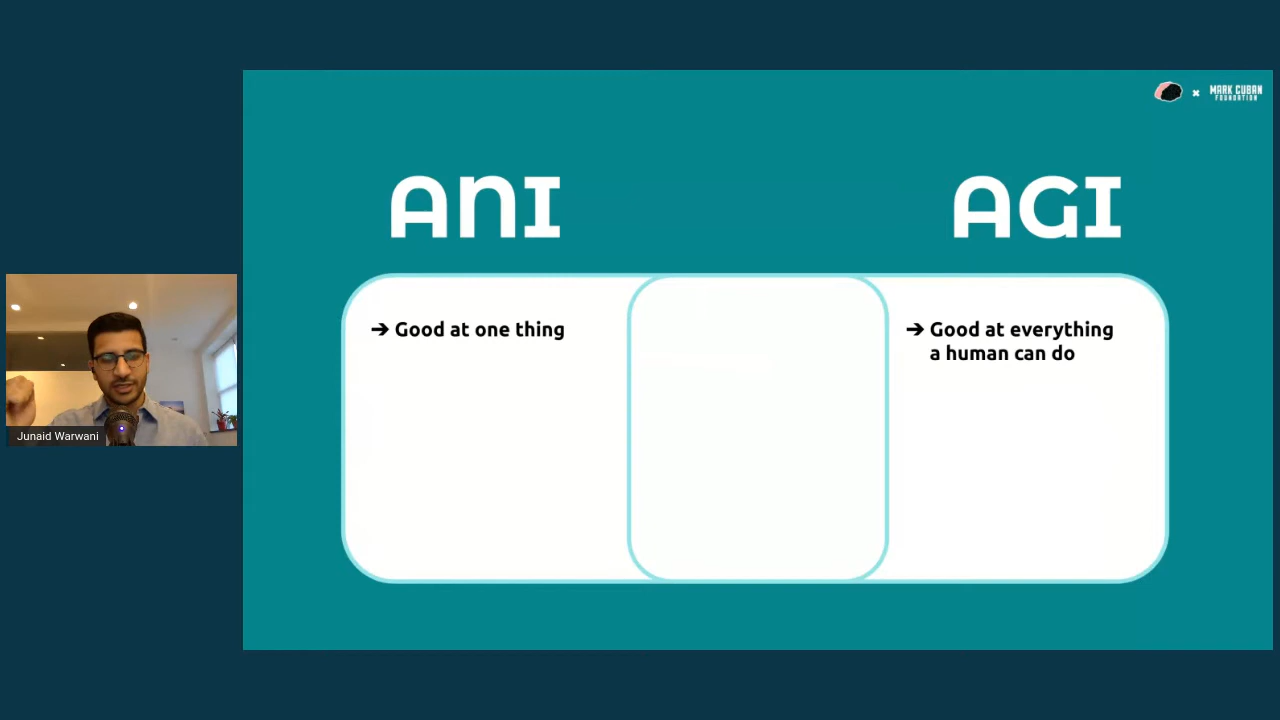 MARK CUBAN
FOUNDATION
ANI
AGI
➔ Good at one thing
➔ Good at everything
a human can do
Junaid Warwani